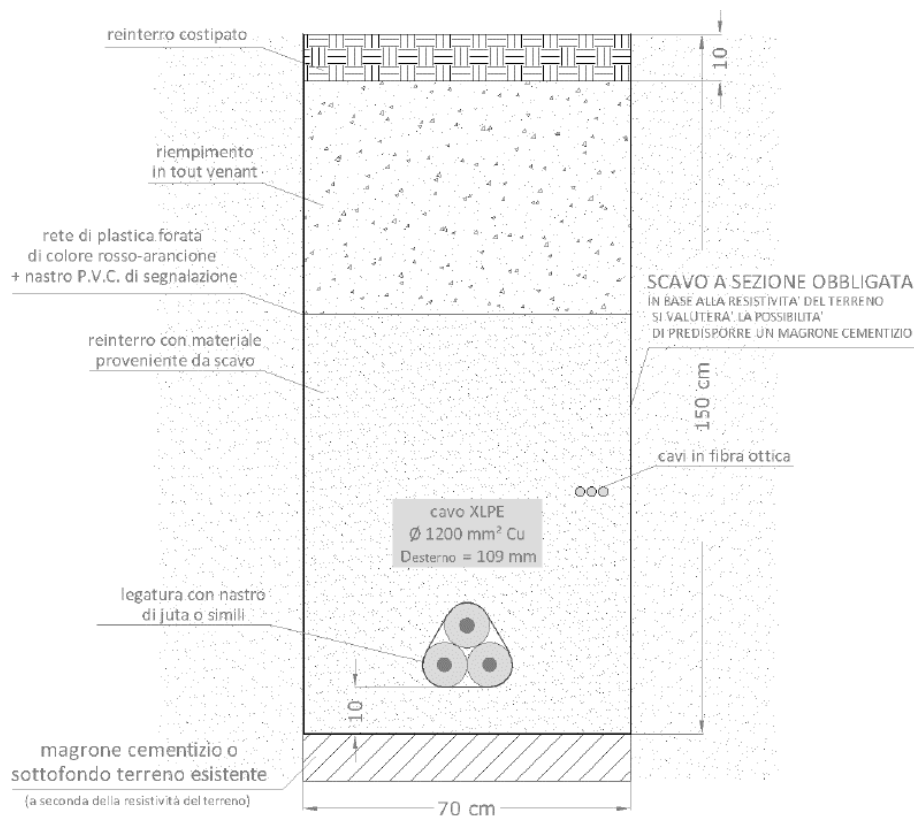 reinterro costipato
10
riempimento
in tout venant
rete di plastica forata
di colore rosso-arancione
+ nastro P.V.C. di segnalazione
SCAVO A SEZIONE OBBLIGATA
IN BASE ALLA RESISTIVITA' DEL TERRENO
SI VALUTERA' LA POSSIBILITA'
DI PREDISPORRE UN MAGRONE CEMENTIZIO
reinterro con materiale
proveniente da scavo
150 cm
cavi in fibra ottica
cavo XLPE
Ø 1200 mm² Cu
Desterno = 109 mm
legatura con nastro
di juta o simili
10
magrone cementizio o
sottofondo terreno esistente
(a seconda della resistività del terreno)
70 cm